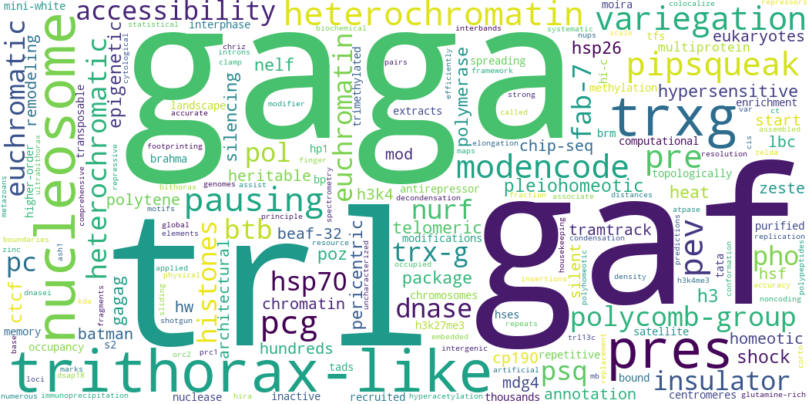 mini-white
accessibility
interphase
heterochromatin
variegation
moira
euchromatic
remodeling
nucleosome
epigenetic
cytological
statistical
introns
clamp
chriz
biochemical
interbands
systematic
colocalize
repressors
scale
tfs
eukaryotes
multiprotein
hsp26
gaga
nelf
landscape
accurate
modifier
silencing
pairs
trimethylated
efficiently
framework
polymerase
spreading
hi-c
methylation
pipsqueak
hypersensitive
fab-7
var
ct
enrichment
cis
zelda
start
assembled
trxg
brm
computational
resolution
lbc
topologically
strong
called
maps
elongation
chip-seq
extracts
euchromatin
footprinting
brahma
hp1
finger
mod
pol
heritable
bp
genomes
assist
h3k4
antirepressor
modencode
pre
heat
zeste
transposable
comprehensive
heterochromatic
higher-order
ultrabithorax
repressive
metazoans
bithorax
polytene
motifs
principle
spectrometry
decondensation
pausing
nurf
pleiohomeotic
fraction
associate
distances
gaf
atpase
btb
beaf-32
telomeric
tramtrack
purified
replication
global
elements
resource
poz
modifications
trx-g
condensation
housekeeping
predictions
polyhomeotic
pev
tata
pho
hsf
polypeptides
boundaries
zinc
ash1
pc
trl
applied
physical
sliding
shotgun
histones
architectural
hsp70
uncharacterized
pericentric
occupied
package
silent
insertions
density
h3k4me3
conformation
noncoding
dnasei
ctcf
kda
fragments
gagag
hw
chromatin
chromosomes
dnase
h3
h3k27me3
hses
repeats
polycomb-group
memory
batman
pcg
embedded
satellite
homeotic
base
s2
orc2
prc1
hundreds
intergenic
cp190
repetitive
trl13c
pres
shock
marks
occupancy
dsap18
tads
trithorax-like
artificial
mdg4
psq
insulator
loci
nuclease
hira
inactive
recruited
hyperacetylation
thousands
annotation
replacement
accuracy
mb
bound
centromeres
corto
glutamine-rich
numerous
immunoprecipitation
nups